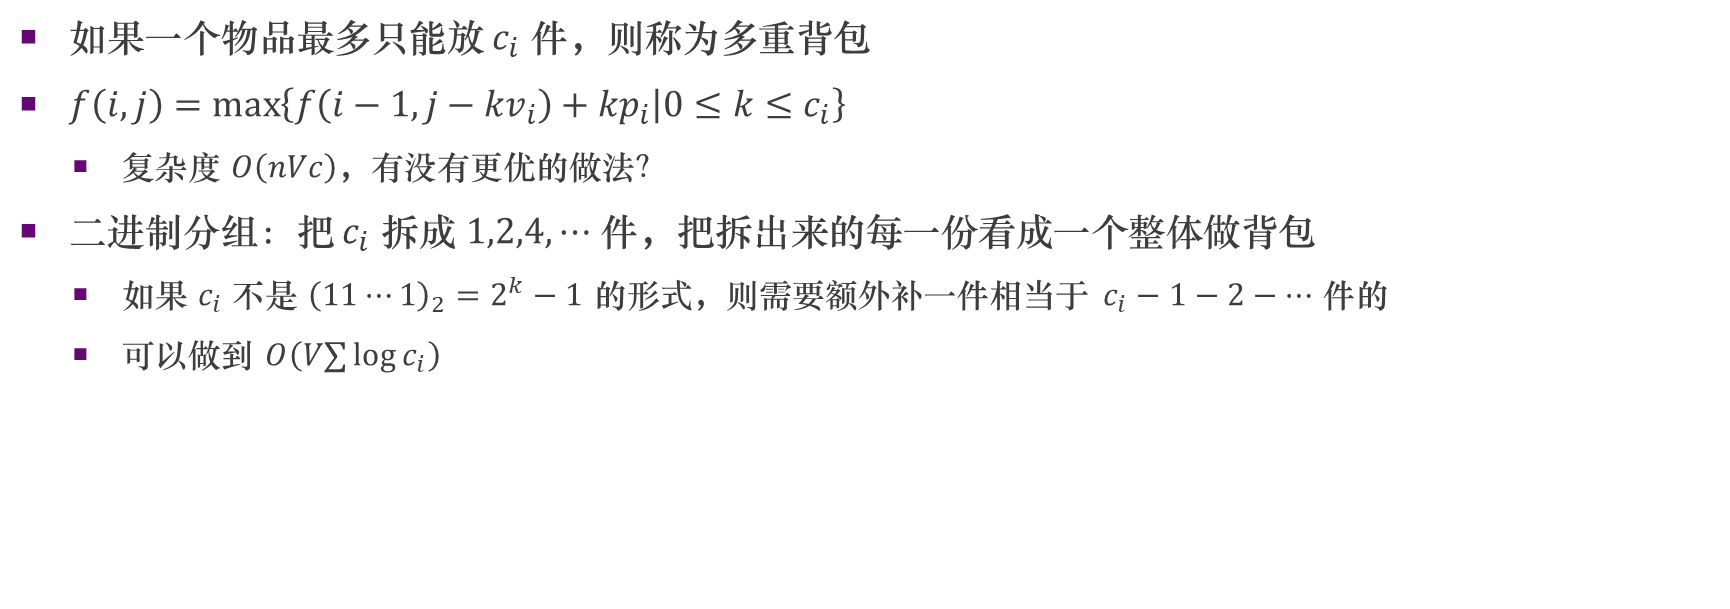 ▪ 如果一个物品最多只能放 cᵢ 件，则称为多重背包
▪ f(i, j) = max{f(i − 1, j − kvᵢ) + kpᵢ|0 ≤ k ≤ cᵢ}
▪ 复杂度 O(nVc)，有没有更优的做法?
▪ 二进制分组：把 cᵢ 拆成 1,2,4, ⋯ 件，把拆出来的每一份看成一个整体做背包
▪ 如果 cᵢ 不是 (11 ⋯ 1)₂ = 2ᵏ − 1 的形式，则需要额外补一件相当于 cᵢ − 1 − 2 − ⋯ 件的
▪ 可以做到 O(V∑ log cᵢ)